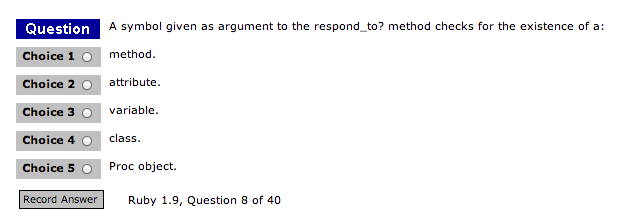 Question A symbol given as argument to the respond_to? method checks for the existence of a:
Choice 1 method.
Choice 2 attribute.
Choice 3 variable.
Choice 4 class.
Choice 5 Proc object.
Record Answer Ruby 1.9, Question 8 of 40